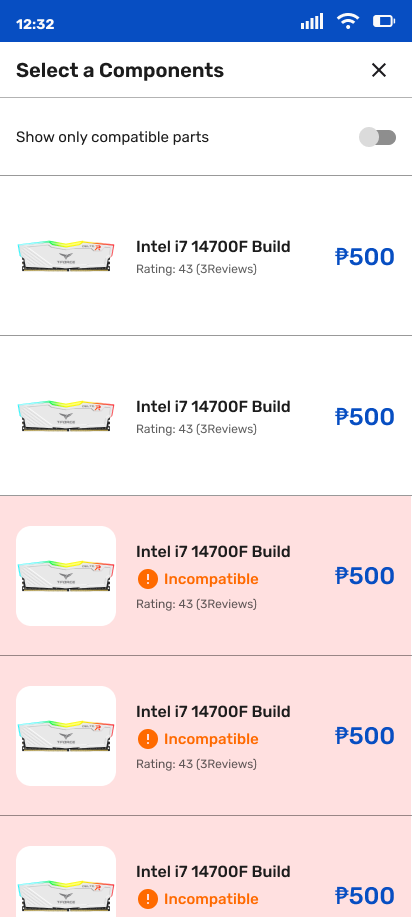 12:32
Select a Components
Show only compatible parts
Intel i7 14700F Build
Rating: 43 (3Reviews)
₱500
Intel i7 14700F Build
Rating: 43 (3Reviews)
₱500
Intel i7 14700F Build
Incompatible
Rating: 43 (3Reviews)
₱500
Intel i7 14700F Build
Incompatible
Rating: 43 (3Reviews)
₱500
Intel i7 14700F Build
Incompatible
₱500